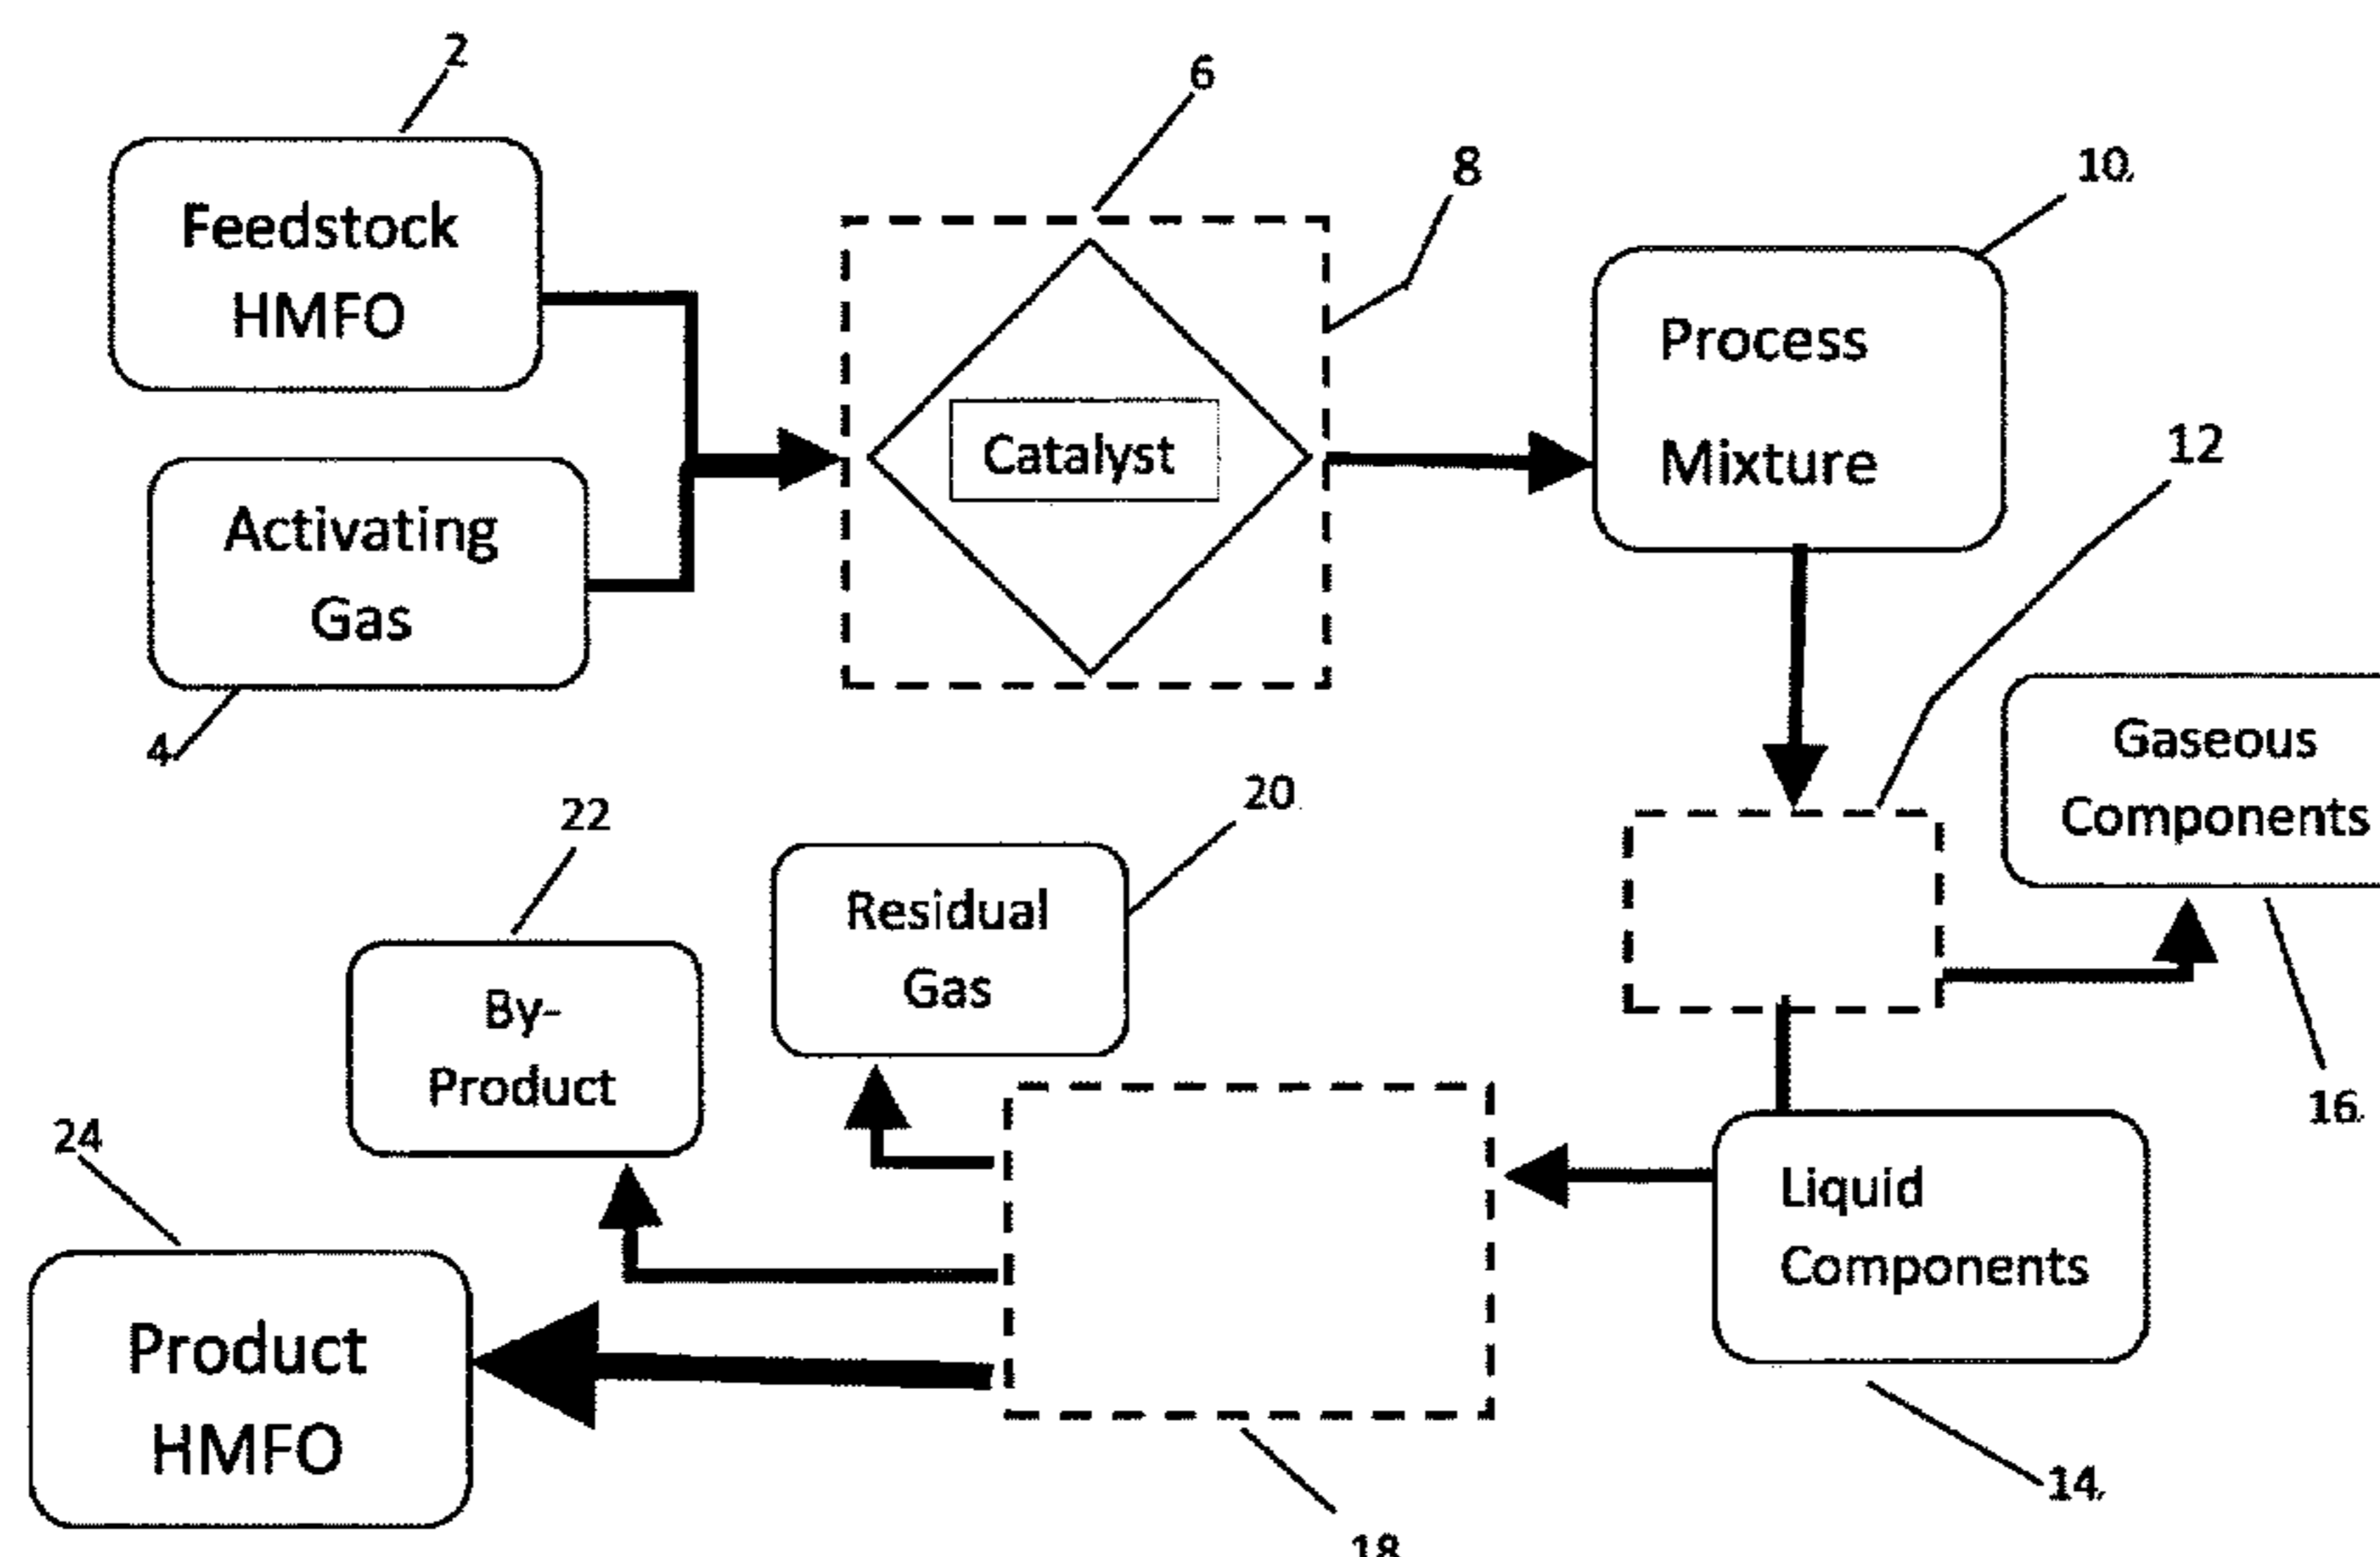 2
6
8
10
Feedstock
HMFO
Catalyst
Process
Mixture
12
Activating
Gas
4
Gaseous
Components
22
20
Residual
Gas
By-
Product
16
24
Liquid
Components
Product
HMFO
14
18